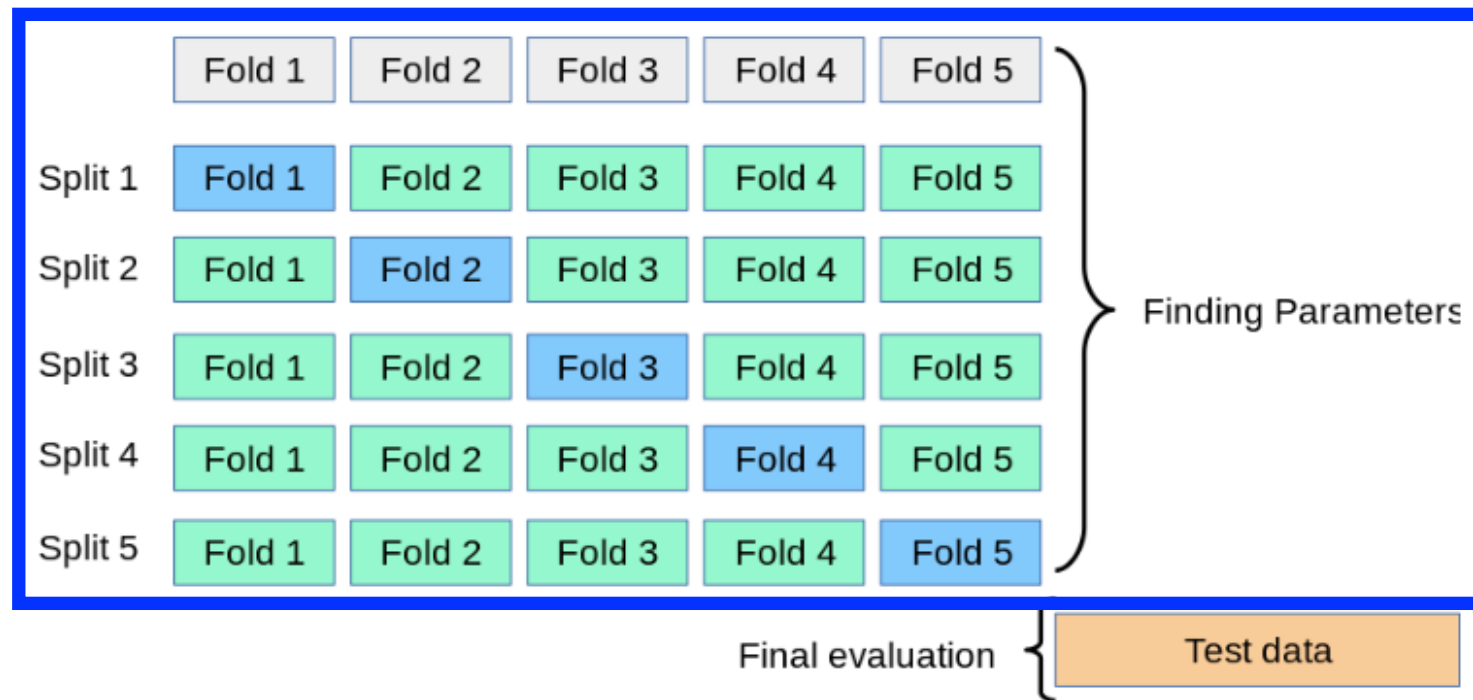 Fold 1 Fold 2 Fold 3 Fold 4 Fold 5
Split 1 Fold 1 Fold 2 Fold 3 Fold 4 Fold 5
Split 2 Fold 1 Fold 2 Fold 3 Fold 4 Fold 5
Finding Parameters
Split 3 Fold 1 Fold 2 Fold 3 Fold 4 Fold 5
Split 4 Fold 1 Fold 2 Fold 3 Fold 4 Fold 5
Split 5 Fold 1 Fold 2 Fold 3 Fold 4 Fold 5
Final evaluation Test data